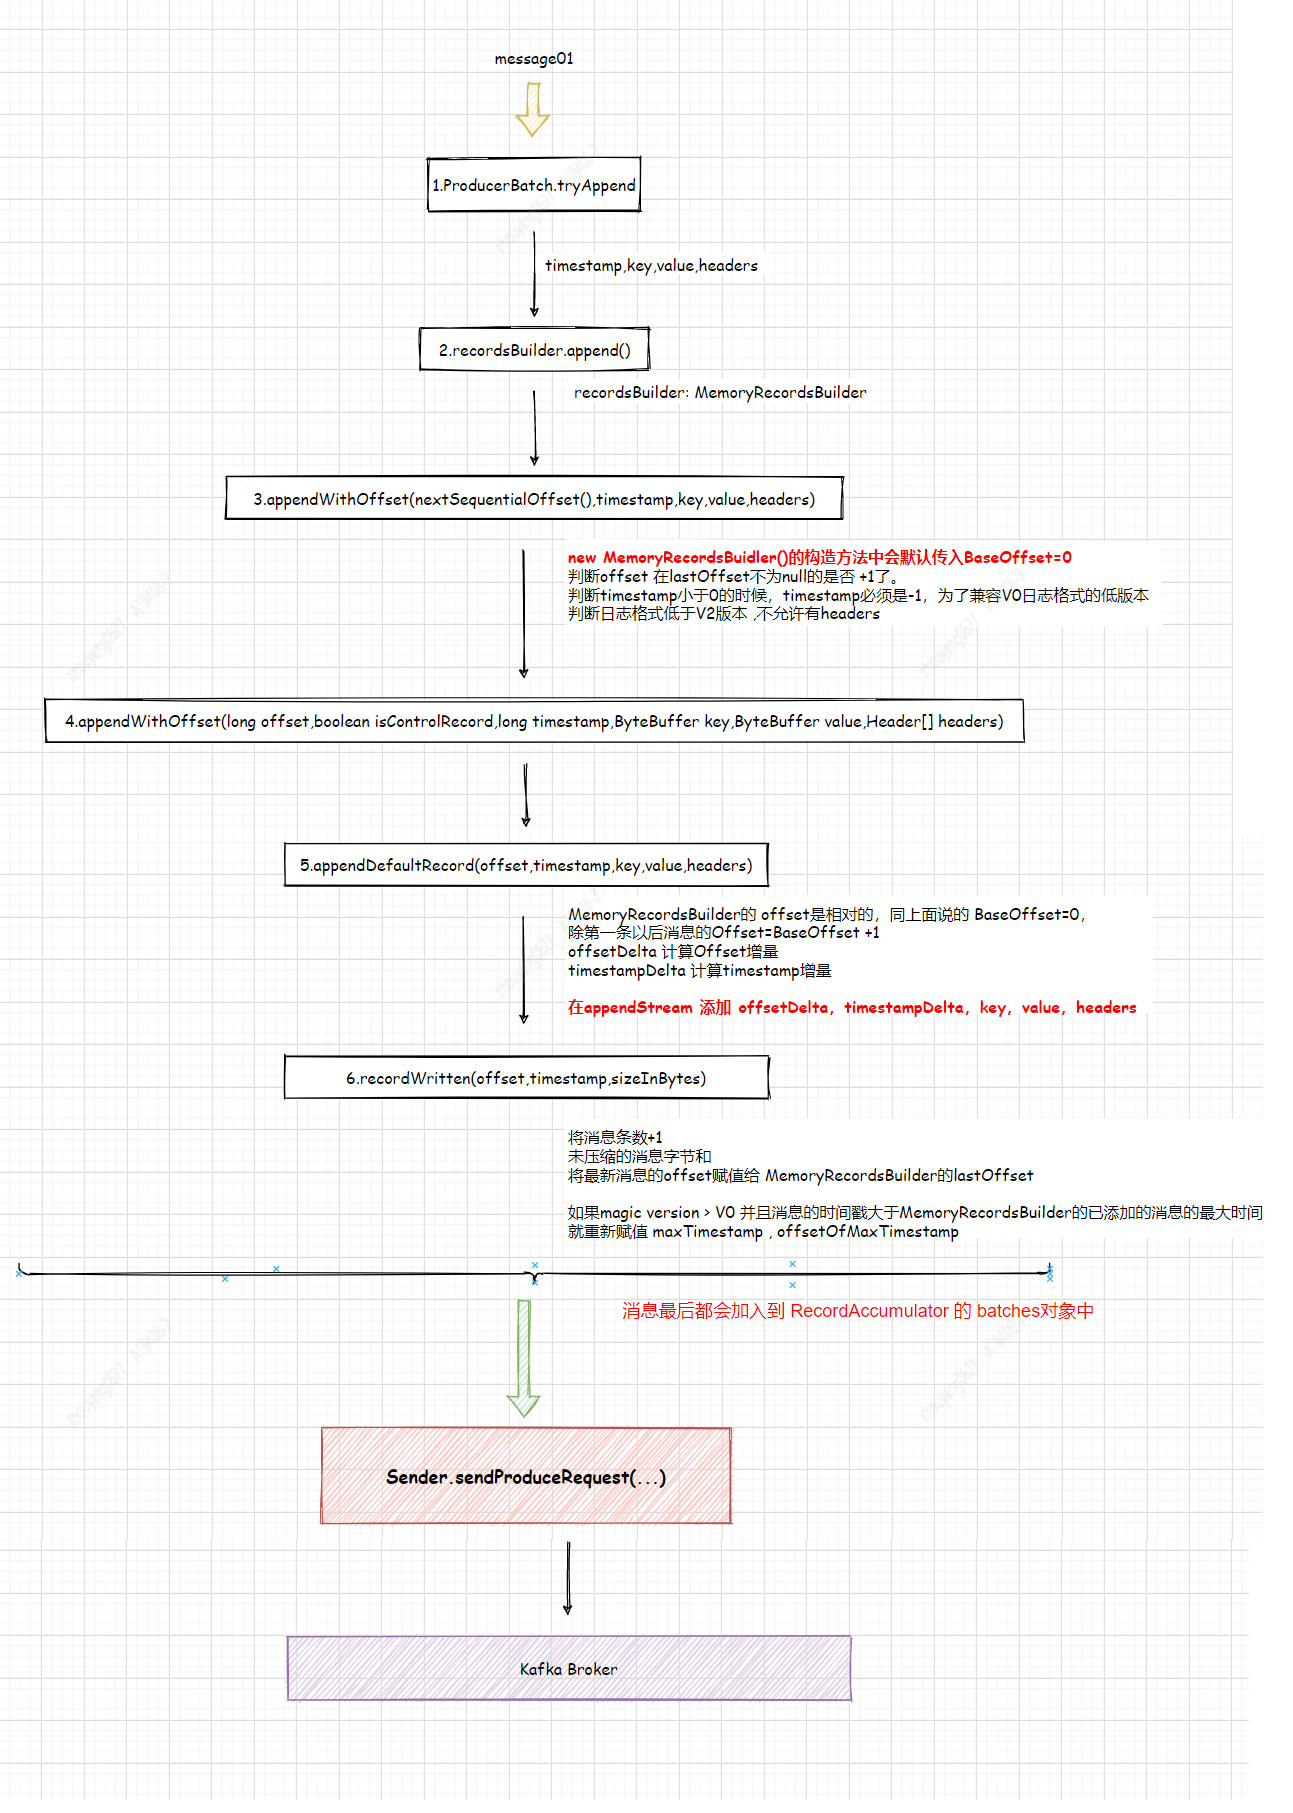 message01
1.ProducerBatch.tryAppend
timestamp,key,value,headers
2.recordsBuilder.append()
recordsBuilder: MemoryRecordsBuilder
3.appendWithOffset(nextSequentialOffset(),timestamp,key,value,headers)
new MemoryRecordsBuidler()的构造方法中会默认传入BaseOffset=0
判断offset 在lastOffset不为null的是否 +1了。
判断timestamp小于0的时候，timestamp必须是-1，为了兼容V0日志格式的低版本
判断日志格式低于V2版本 ,不允许有headers
4.appendWithOffset(long offset,boolean isControlRecord,long timestamp,ByteBuffer key,ByteBuffer value,Header[] headers)
5.appendDefaultRecord(offset,timestamp,key,value,headers)
MemoryRecordsBuilder的 offset是相对的，同上面说的 BaseOffset=0，
除第一条以后消息的Offset=BaseOffset +1
offsetDelta 计算Offset增量
timestampDelta 计算timestamp增量
在appendStream 添加 offsetDelta，timestampDelta，key，value，headers
6.recordWritten(offset,timestamp,sizeInBytes)
将消息条数+1
未压缩的消息字节和
将最新消息的offset赋值给 MemoryRecordsBuilder的lastOffset
如果magic version > V0 并且消息的时间戳大于MemoryRecordsBuilder的已添加的消息的最大时间
就重新赋值 maxTimestamp , offsetOfMaxTimestamp
消息最后都会加入到 RecordAccumulator 的 batches对象中
Sender.sendProduceRequest(...)
Kafka Broker